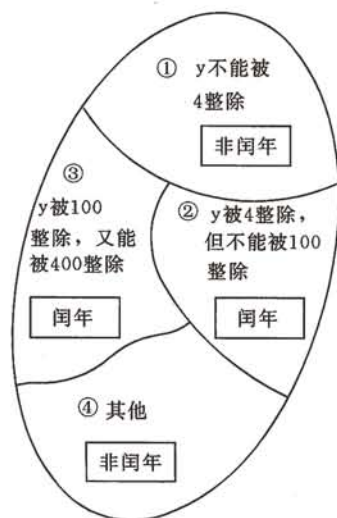 ① y不能被
4整除
非闰年
③
y被100
整除，又能
被400整除
闰年
② y被4整除，
但不能被100
整除
闰年
④ 其他
非闰年